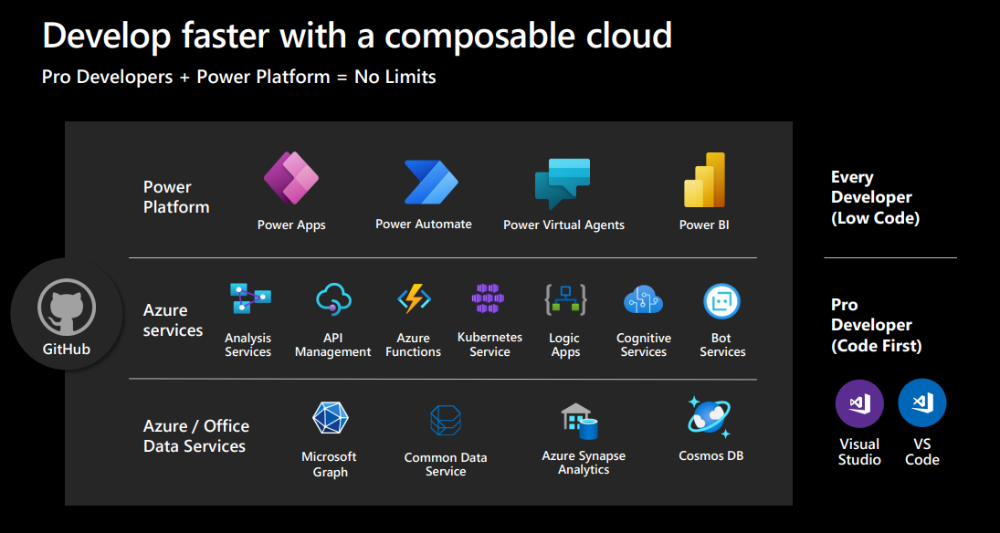 Develop faster with a composable cloud
Pro Developers + Power Platform = No Limits
Power
Platform
Power Apps
Power Automate
Power Virtual Agents
Power BI
Every
Developer
(Low Code)
GitHub
Azure
services
Analysis
Services
API
Management
Azure
Functions
Kubernetes
Service
Logic
Apps
Cognitive
Services
Bot
Services
Pro
Developer
(Code First)
Azure / Office
Data Services
Microsoft
Graph
Common Data
Service
Azure Synapse
Analytics
Cosmos DB
Visual
Studio
VS
Code